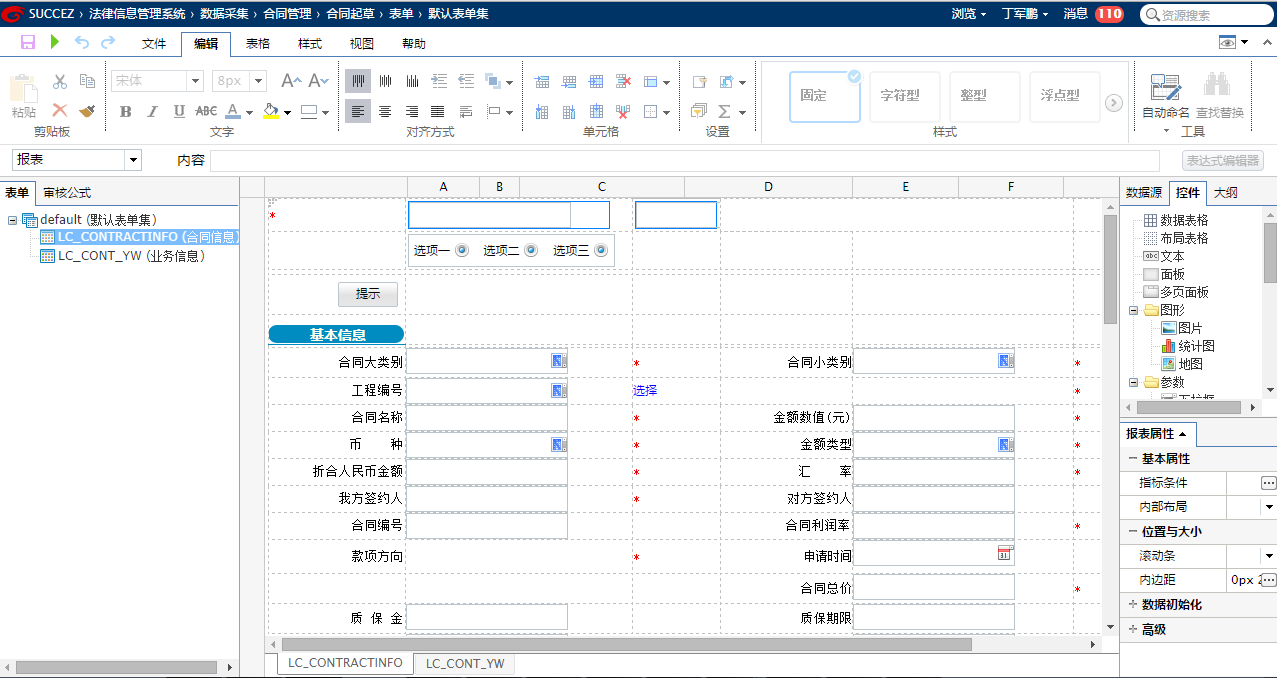 SUCCEZ › 法律信息管理系统 › 数据采集 › 合同管理 › 合同起草 › 表单 › 默认表单集 浏览 丁军鹏 消息 110 资源搜索
文件 编辑 表格 样式 视图 帮助
宋体 8px A A 固定 字符型 整型 浮点型
粘贴 B I U ABC A Σ 自动命名 查找替换
剪贴板 文字 对齐方式 单元格 设置 样式 工具
报表 内容 表达式编辑器
表单 审核公式 A B C D E F 数据源 控件 大纲
default (默认表单集)
LC_CONTRACTINFO (合同信息)
LC_CONT_YW (业务信息)
*
选项一 选项二 选项三
提示
基本信息
合同大类别 * 合同小类别 *
工程编号 选择 *
合同名称 * 金额数值(元) *
币 种 * 金额类型 *
折合人民币金额 * 汇 率 *
我方签约人 * 对方签约人
合同编号 合同利润率 *
款项方向 * 申请时间 31
合同总价 *
质 保 金 质保期限
LC_CONTRACTINFO LC_CONT_YW
数据表格
布局表格
abc 文本
面板
多页面板
图形
图片
统计图
地图
参数
报表属性
基本属性
指标条件 ...
内部布局
位置与大小
滚动条
内边距 0px 2 ...
数据初始化
高级